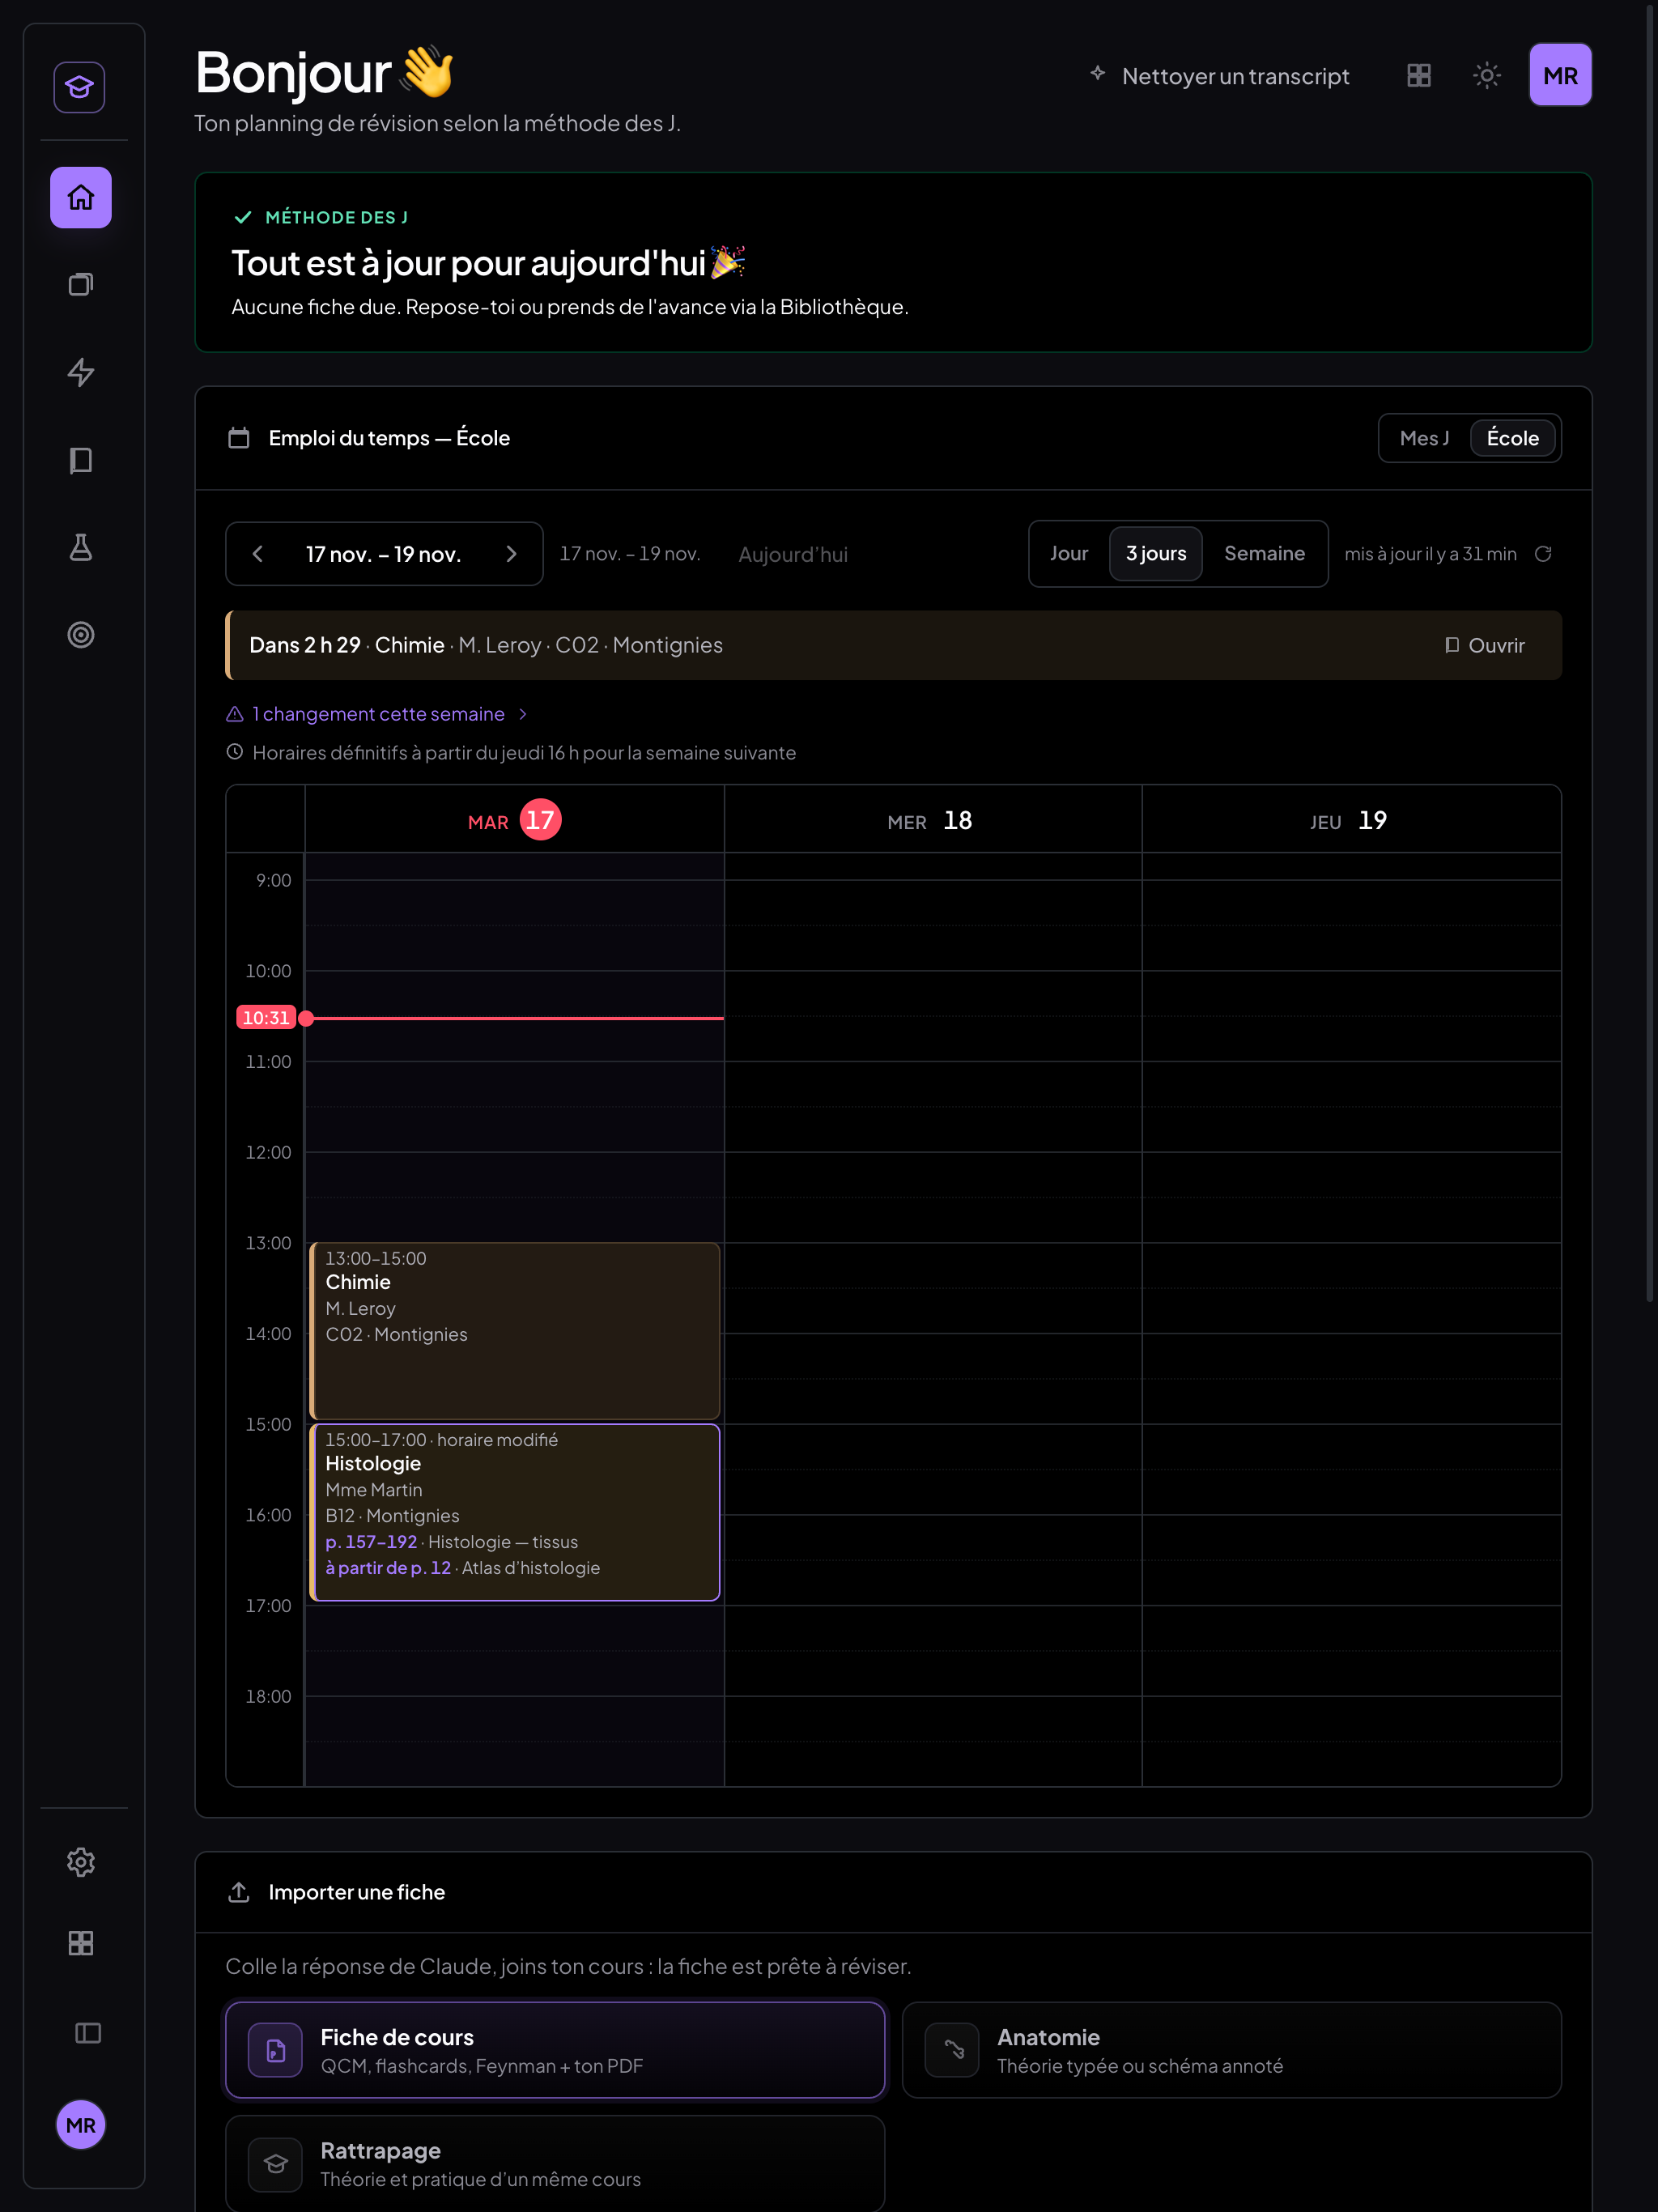 Bonjour 👋
Nettoyer un transcript
MR
Ton planning de révision selon la méthode des J.
MÉTHODE DES J
Tout est à jour pour aujourd'hui 🎉
Aucune fiche due. Repose-toi ou prends de l'avance via la Bibliothèque.
Emploi du temps — École
Mes J
École
17 nov. – 19 nov.
17 nov. – 19 nov.
Aujourd’hui
Jour
3 jours
Semaine
mis à jour il y a 31 min
Dans 2 h 29 · Chimie · M. Leroy · C02 · Montignies
Ouvrir
1 changement cette semaine
Horaires définitifs à partir du jeudi 16 h pour la semaine suivante
MAR 17
MER 18
JEU 19
9:00
10:00
10:31
11:00
12:00
13:00
13:00–15:00
Chimie
M. Leroy
C02 · Montignies
14:00
15:00
15:00–17:00 · horaire modifié
Histologie
Mme Martin
B12 · Montignies
p. 157–192 · Histologie — tissus
à partir de p. 12 · Atlas d’histologie
16:00
17:00
18:00
Importer une fiche
Colle la réponse de Claude, joins ton cours : la fiche est prête à réviser.
Fiche de cours
QCM, flashcards, Feynman + ton PDF
Anatomie
Théorie typée ou schéma annoté
Rattrapage
Théorie et pratique d’un même cours
MR